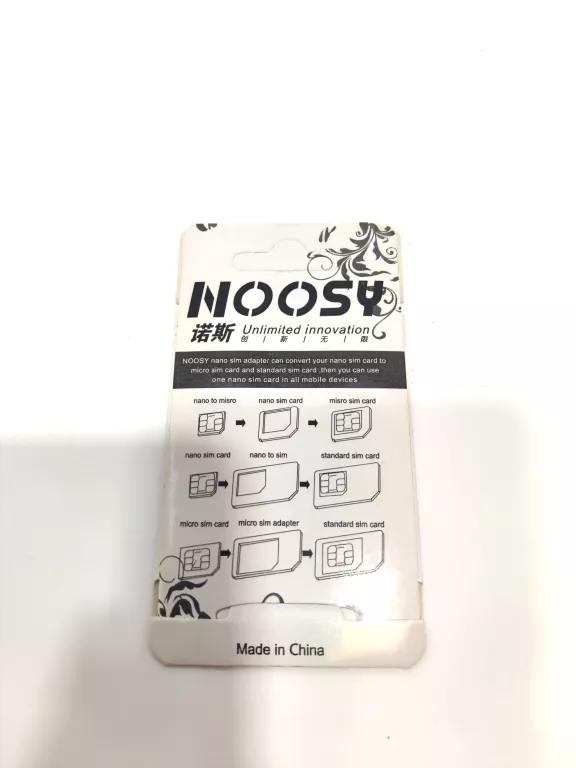 NOOSY
诺斯 Unlimited innovation
创 | 新 | 无 | 限
NOOSY nano sim adapter can convert your nano sim card to
micro sim card and standard sim card ,then you can use
one nano sim card in all mobile devices
nano to misro nano sim card misro sim card
nano sim card nano to sim standard sim card
micro sim card micro sim adapter standard sim card
Made in China